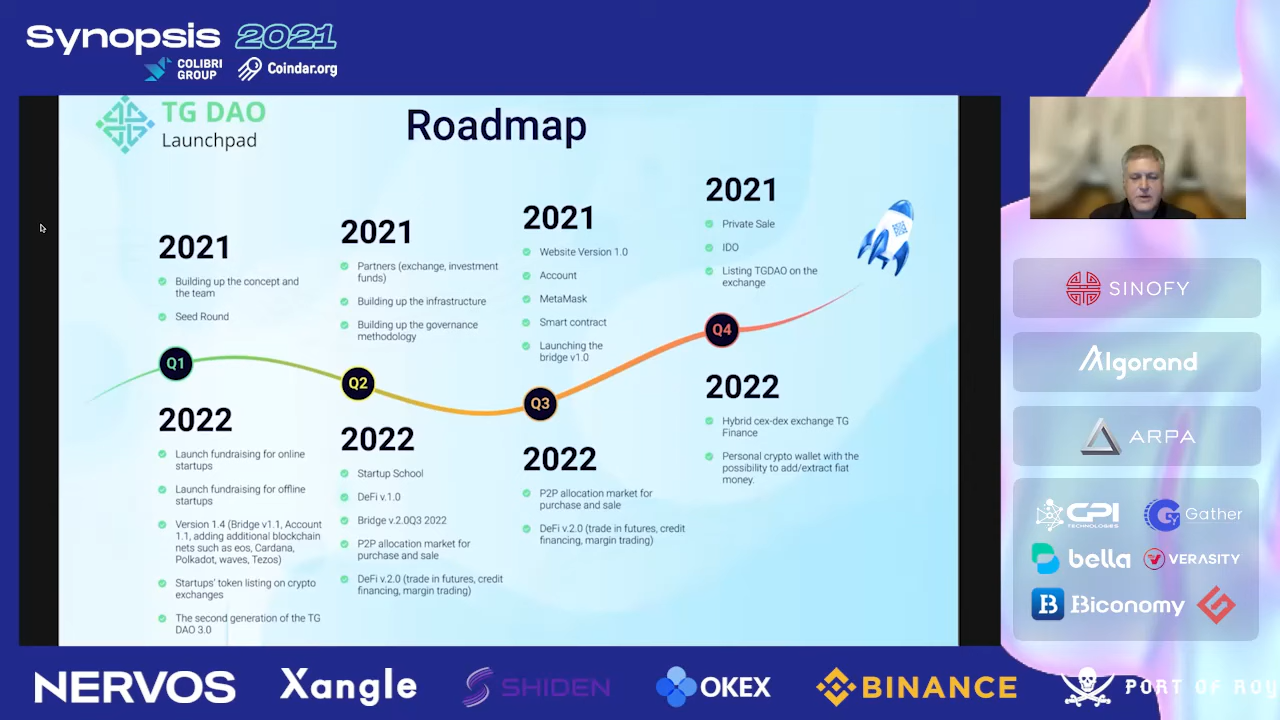 Synopsis 2021
COLIBRI
GROUP
Coindar.org
TG DAO
Launchpad
Roadmap
2021
Building up the concept and
the team
Seed Round
Q1
2022
Launch fundraising for online
startups
Launch fundraising for offline
startups
Version 1.4 (Bridge v1.1, Account
1.1, adding additional blockchain
nets such as eos, Cardana,
Polkadot, waves, Tezos)
Startups' token listing on crypto
exchanges
The second generation of the TG
DAO 3.0
2021
Partners (exchange, investment
funds)
Building up the infrastructure
Building up the governance
methodology
Q2
2022
Startup School
DeFi v.1.0
Bridge v.2.0Q3 2022
P2P allocation market for
purchase and sale
DeFi v.2.0 (trade in futures, credit
financing, margin trading)
2021
Website Version 1.0
Account
MetaMask
Smart contract
Launching the
bridge v1.0
Q3
2022
P2P allocation market for
purchase and sale
DeFi v.2.0 (trade in futures, credit
financing, margin trading)
2021
Private Sale
IDO
Listing TGDAO on the
exchange
Q4
2022
Hybrid cex-dex exchange TG
Finance
Personal crypto wallet with the
possibility to add/extract fiat
money.
SINOFY
Algorand
ARPA
CPI
TECHNOLOGIES
Gather
bella
VERASITY
Biconomy
NERVOS
Xangle
SHIDEN
OKEX
BINANCE
PORT OF ROY